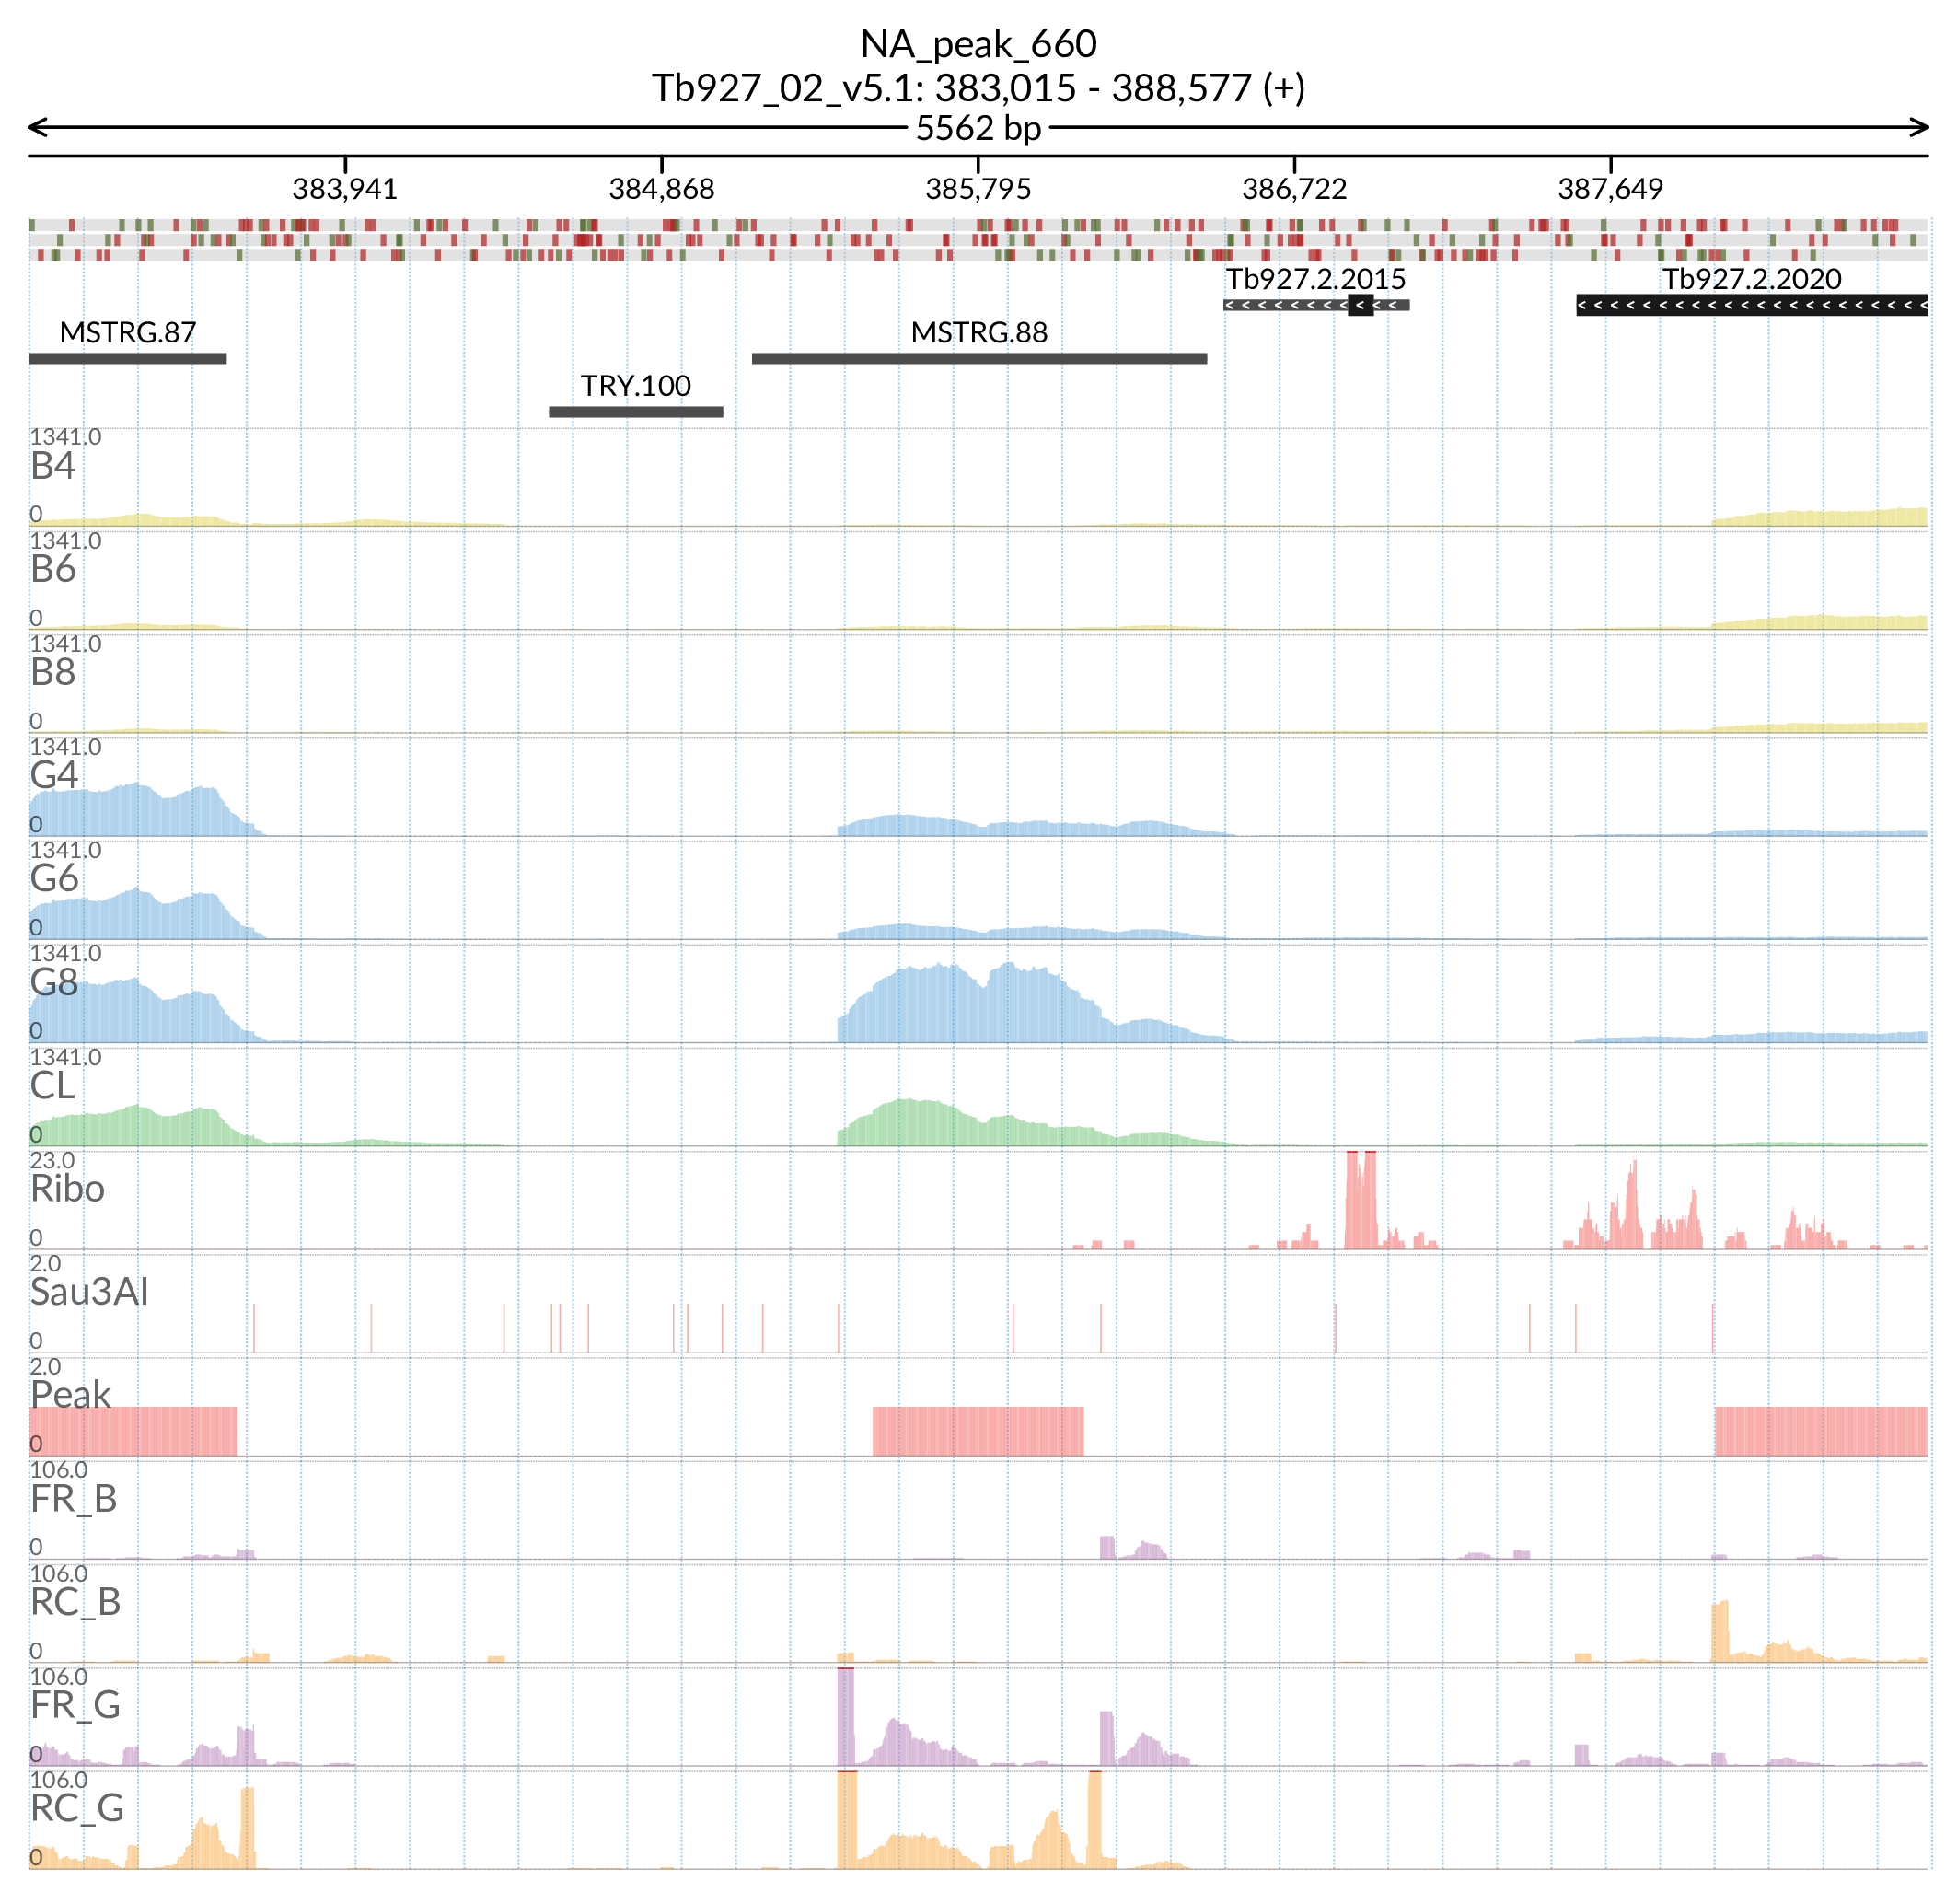 NA_peak_660
Tb927_02_v5.1: 383,015 - 388,577 (+)
5562 bp
383,941 384,868 385,795 386,722 387,649
Tb927.2.2015 Tb927.2.2020
MSTRG.87 MSTRG.88
TRY.100
1341.0
B4
0
1341.0
B6
0
1341.0
B8
0
1341.0
G4
0
1341.0
G6
0
1341.0
G8
0
1341.0
CL
0
23.0
Ribo
0
2.0
Sau3AI
0
2.0
Peak
0
106.0
FR_B
0
106.0
RC_B
0
106.0
FR_G
0
106.0
RC_G
0